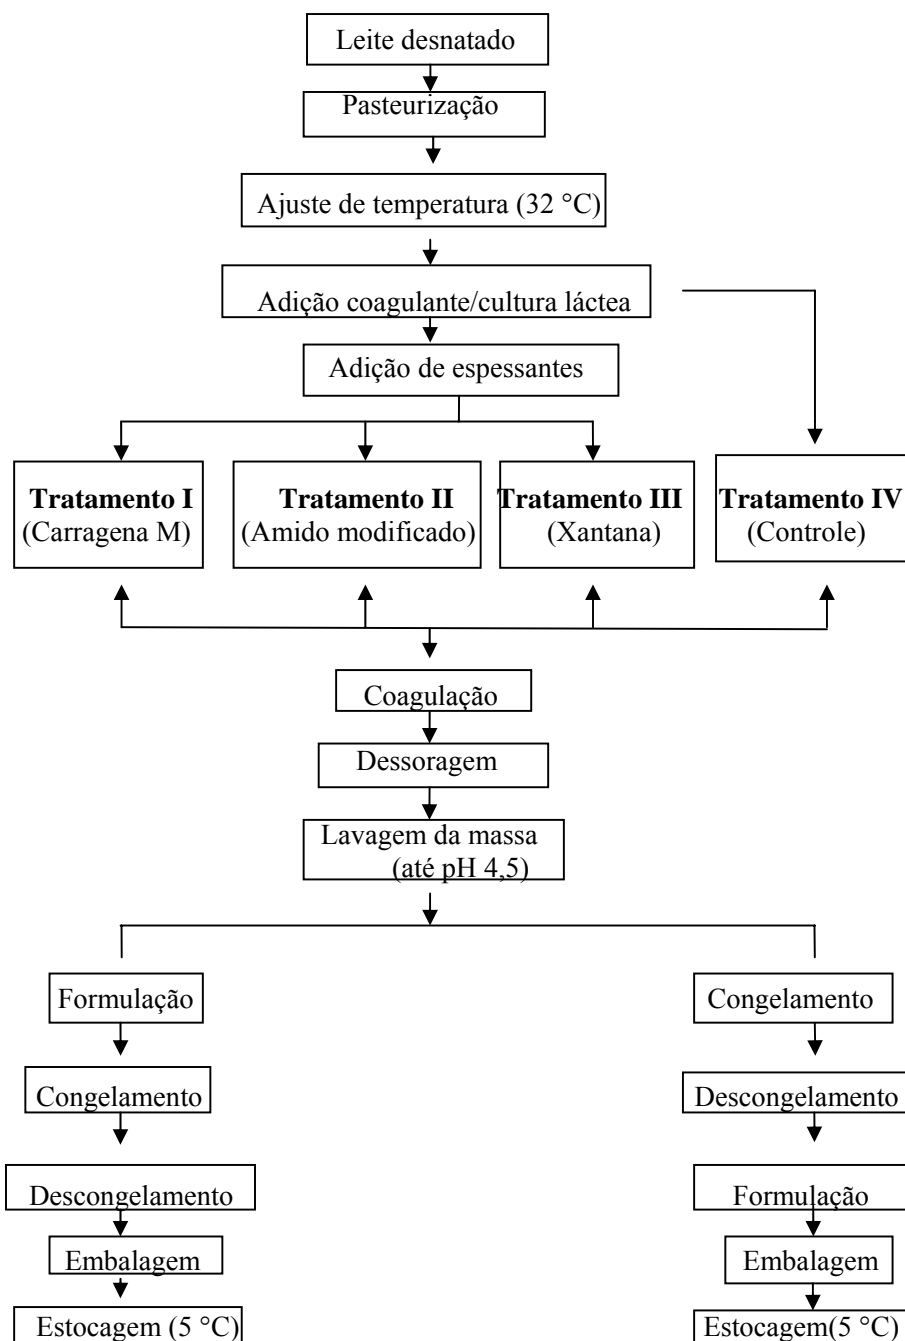 Leite desnatado
Pasteurização
Ajuste de temperatura (32 °C)
Adição coagulante/cultura láctea
Adição de espessantes
Tratamento I
(Carragena M)
Tratamento II
(Amido modificado)
Tratamento III
(Xantana)
Tratamento IV
(Controle)
Coagulação
Dessoragem
Lavagem da massa
(até pH 4,5)
Formulação
Congelamento
Descongelamento
Embalagem
Estocagem (5 °C)
Congelamento
Descongelamento
Formulação
Embalagem
Estocagem(5 °C)